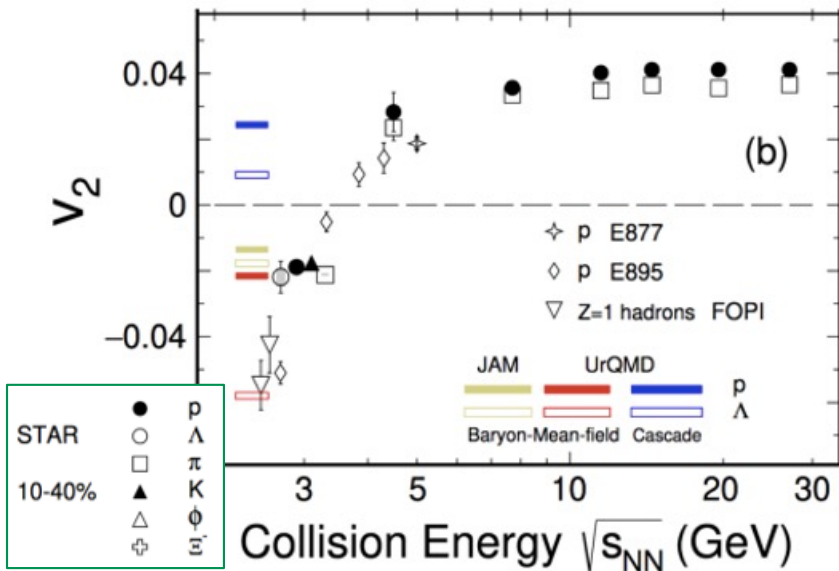 0.04
0
−0.04
v₂
(b)
p E877
p E895
Z=1 hadrons FOPI
JAM UrQMD
p
Λ
Baryon-Mean-field Cascade
STAR
10-40%
p
Λ
π
K
ϕ
Ξ⁻
3 4 5 10 20 30
Collision Energy √sNN (GeV)